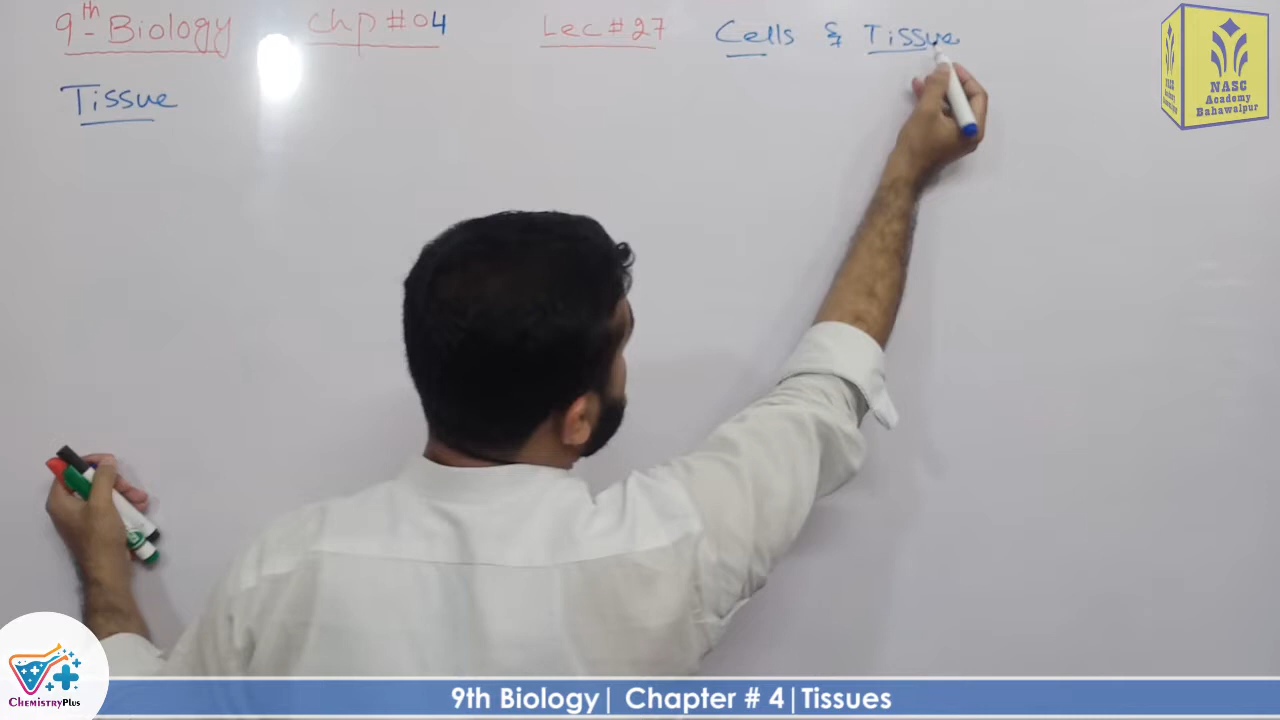 9th Biology Chp # 04 Lec # 27 Cells & Tissue
Tissue
NASC
Academy
Bahawalpur
ChemistryPlus
9th Biology| Chapter # 4|Tissues